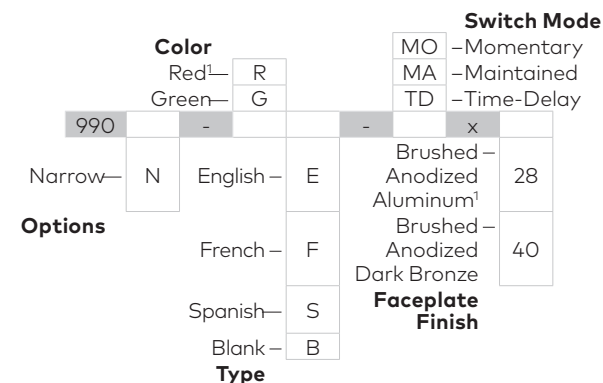 Switch Mode
Color
MO – Momentary
Red¹— R
MA – Maintained
Green— G
TD – Time-Delay
990 - - x
Narrow— N
Options
English – E
French – F
Spanish— S
Blank – B
Type
Brushed –
Anodized
Aluminum¹
28
Brushed –
Anodized
Dark Bronze
40
Faceplate
Finish